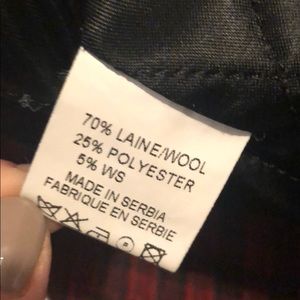 70% LAINE/WOOL
25% POLYESTER
5% WS
MADE IN SERBIA
FABRIQUE EN SERBIE